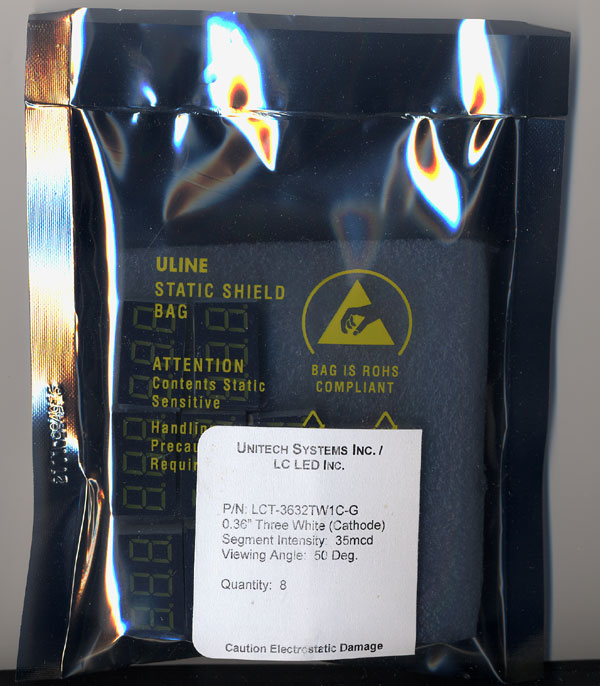 ULINE
STATIC SHIELD
BAG
ATTENTION
Contents Static
Sensitive
BAG IS ROHS
COMPLIANT
UNITECH SYSTEMS INC. /
LC LED INC.
P/N: LCT-3632TW1C-G
0.36" Three White (Cathode)
Segment Intensity: 35mcd
Viewing Angle: 50 Deg.
Quantity: 8
Caution Electrostatic Damage